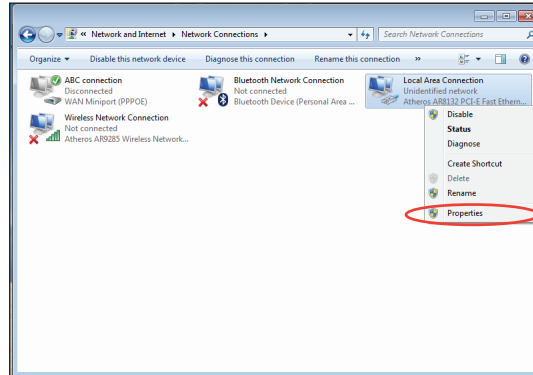 « Network and Internet ▸ Network Connections ▸
Search Network Connections
Organize ▾ Disable this network device Diagnose this connection Rename this connection »
ABC connection
Disconnected
WAN Miniport (PPPOE)
Bluetooth Network Connection
Not connected
Bluetooth Device (Personal Area ...
Local Area Connection
Unidentified network
Atheros AR8132 PCI-E Fast Ethern...
Wireless Network Connection
Not connected
Atheros AR9285 Wireless Network...
Disable
Status
Diagnose
Create Shortcut
Delete
Rename
Properties